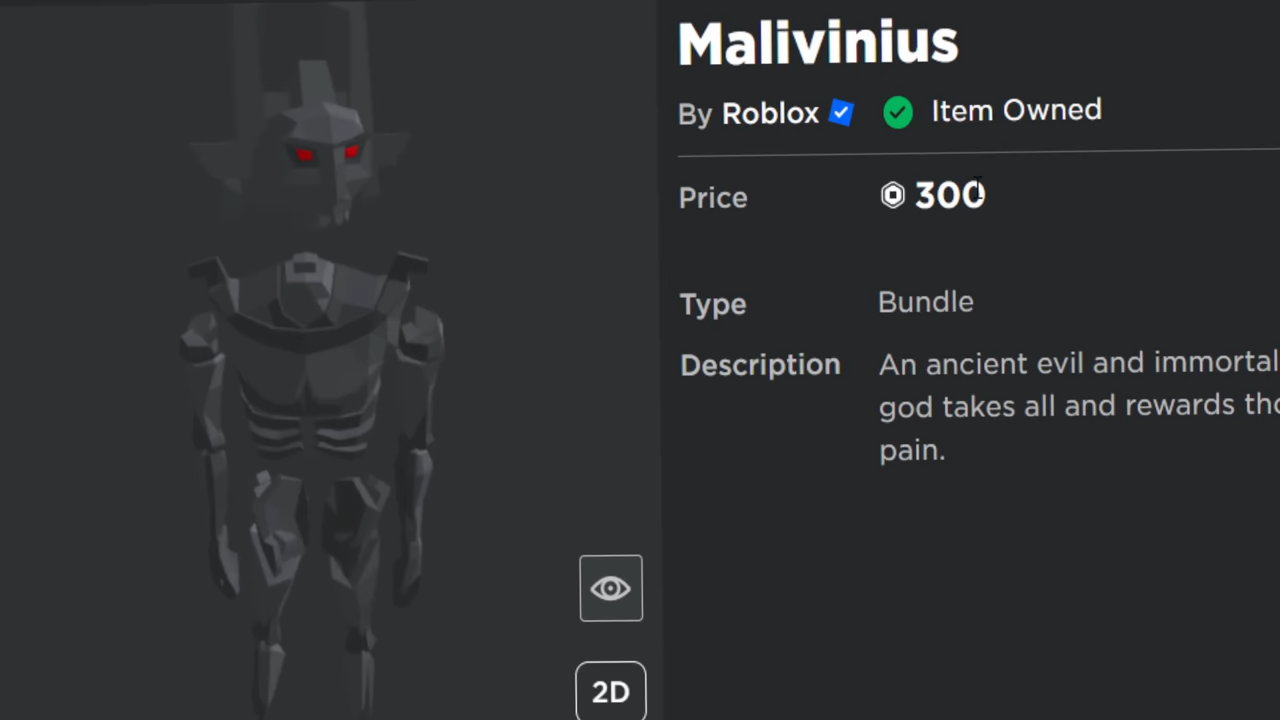 Malivinius
By Roblox Item Owned
Price 300
Type Bundle
Description An ancient evil and immortal
god takes all and rewards
pain.
2D